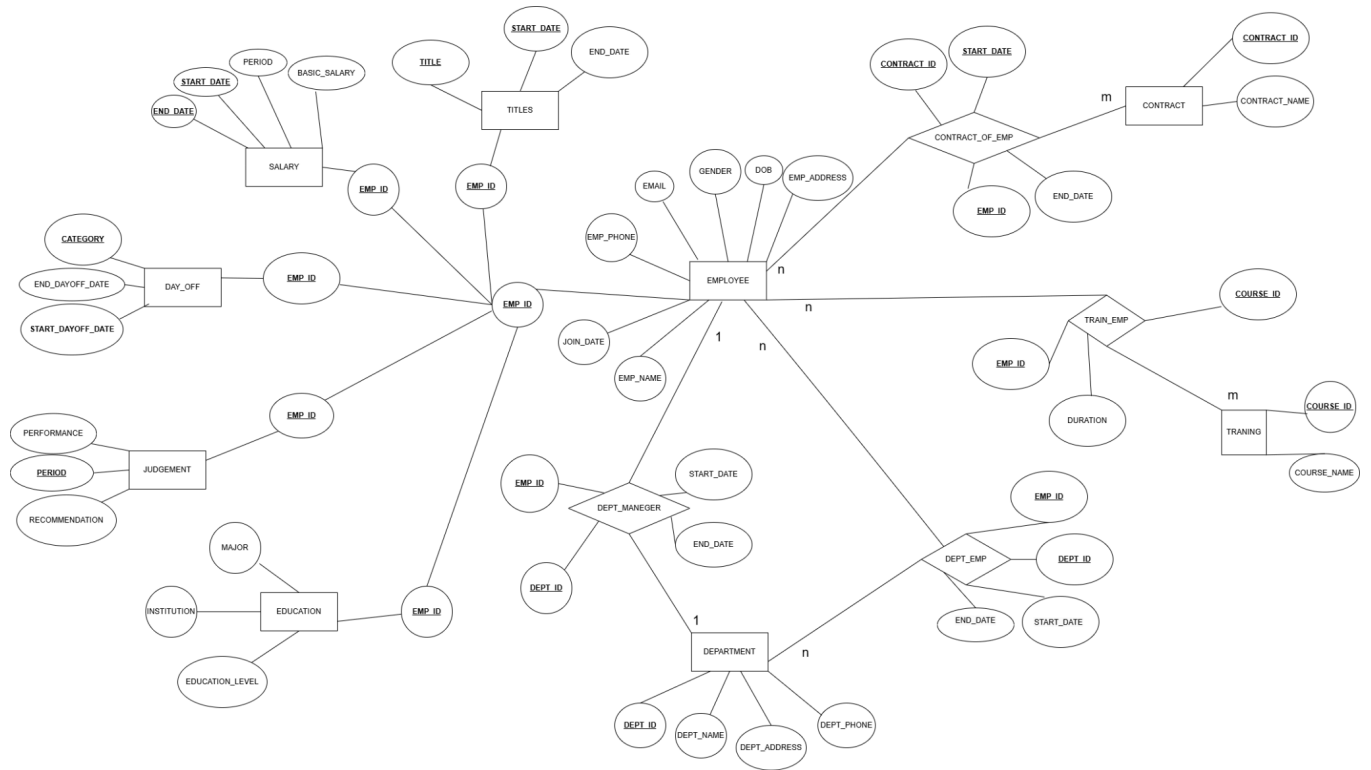 START_DATE
CONTRACT_ID
END_DATE
START_DATE
TITLE
PERIOD
CONTRACT_ID
BASIC_SALARY
START_DATE
m
CONTRACT
CONTRACT_NAME
END_DATE
TITLES
CONTRACT_OF_EMP
SALARY
GENDER
DOB
EMP_ADDRESS
EMAIL
EMP_ID
EMP_ID
END_DATE
EMP_ID
CATEGORY
EMP_PHONE
n
EMP_ID
EMPLOYEE
END_DAYOFF_DATE
DAY_OFF
COURSE_ID
EMP_ID
n
TRAIN_EMP
START_DAYOFF_DATE
1
JOIN_DATE
n
EMP_ID
EMP_NAME
m
COURSE_ID
EMP_ID
DURATION
TRANING
PERFORMANCE
JUDGEMENT
PERIOD
COURSE_NAME
START_DATE
EMP_ID
EMP_ID
DEPT_MANEGER
RECOMMENDATION
END_DATE
MAJOR
DEPT_EMP
DEPT_ID
DEPT_ID
INSTITUTION
EDUCATION
EMP_ID
1
END_DATE
START_DATE
DEPARTMENT
n
EDUCATION_LEVEL
DEPT_ID
DEPT_NAME
DEPT_ADDRESS
DEPT_PHONE